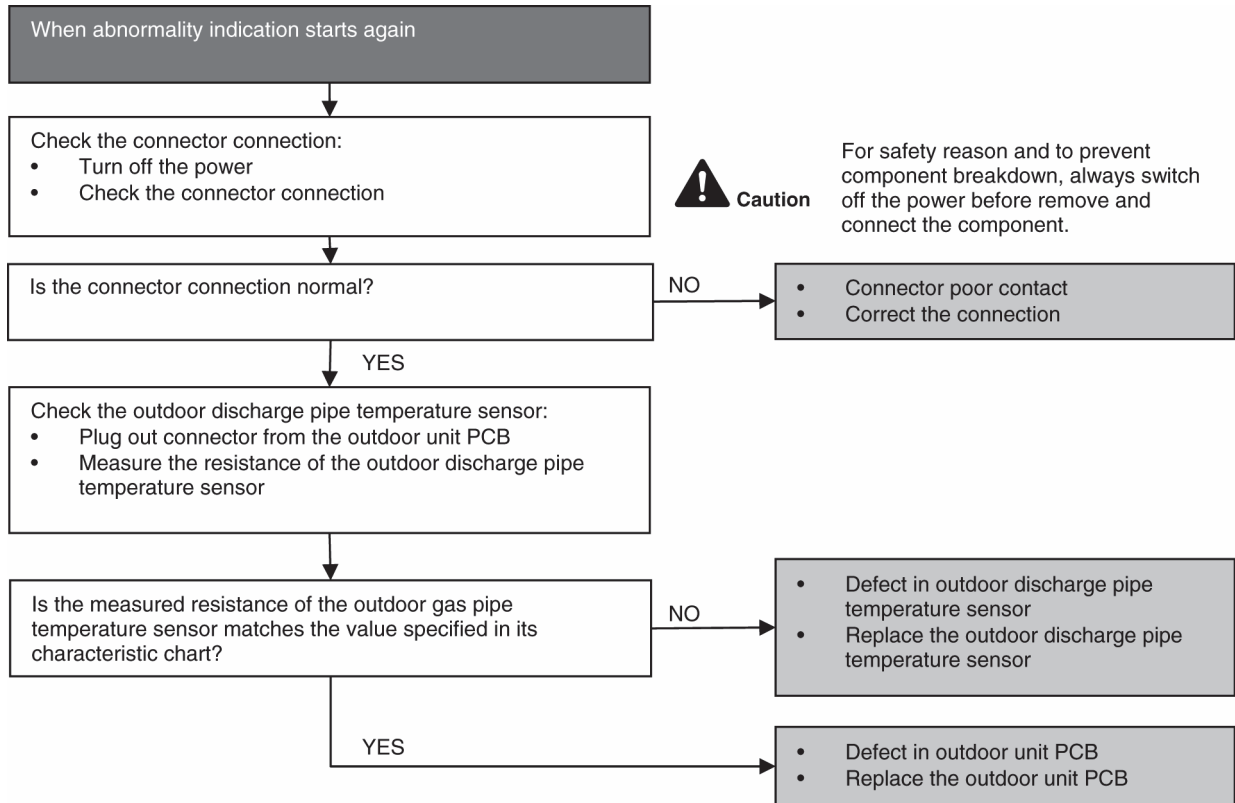 When abnormality indication starts again
Check the connector connection:
• Turn off the power
• Check the connector connection
Caution
For safety reason and to prevent
component breakdown, always switch
off the power before remove and
connect the component.
Is the connector connection normal?
NO
• Connector poor contact
• Correct the connection
YES
Check the outdoor discharge pipe temperature sensor:
• Plug out connector from the outdoor unit PCB
• Measure the resistance of the outdoor discharge pipe
temperature sensor
Is the measured resistance of the outdoor gas pipe
temperature sensor matches the value specified in its
characteristic chart?
NO
• Defect in outdoor discharge pipe
temperature sensor
• Replace the outdoor discharge pipe
temperature sensor
YES
• Defect in outdoor unit PCB
• Replace the outdoor unit PCB